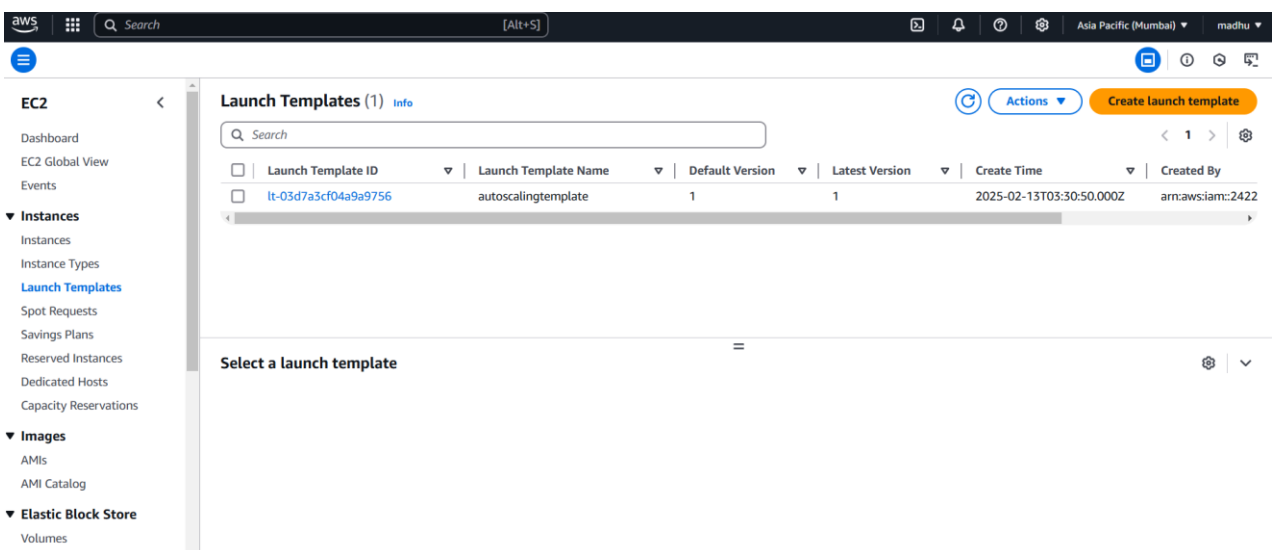 aws Search [Alt+S] Asia Pacific (Mumbai) madhu
EC2
Dashboard
EC2 Global View
Events
Instances
Instances
Instance Types
Launch Templates
Spot Requests
Savings Plans
Reserved Instances
Dedicated Hosts
Capacity Reservations
Images
AMIs
AMI Catalog
Elastic Block Store
Volumes
Launch Templates (1) Info Actions Create launch template
Search 1
Launch Template ID Launch Template Name Default Version Latest Version Create Time Created By
lt-03d7a3cf04a9a9756 autoscalingtemplate 1 1 2025-02-13T03:30:50.000Z arn:aws:iam::2422
Select a launch template